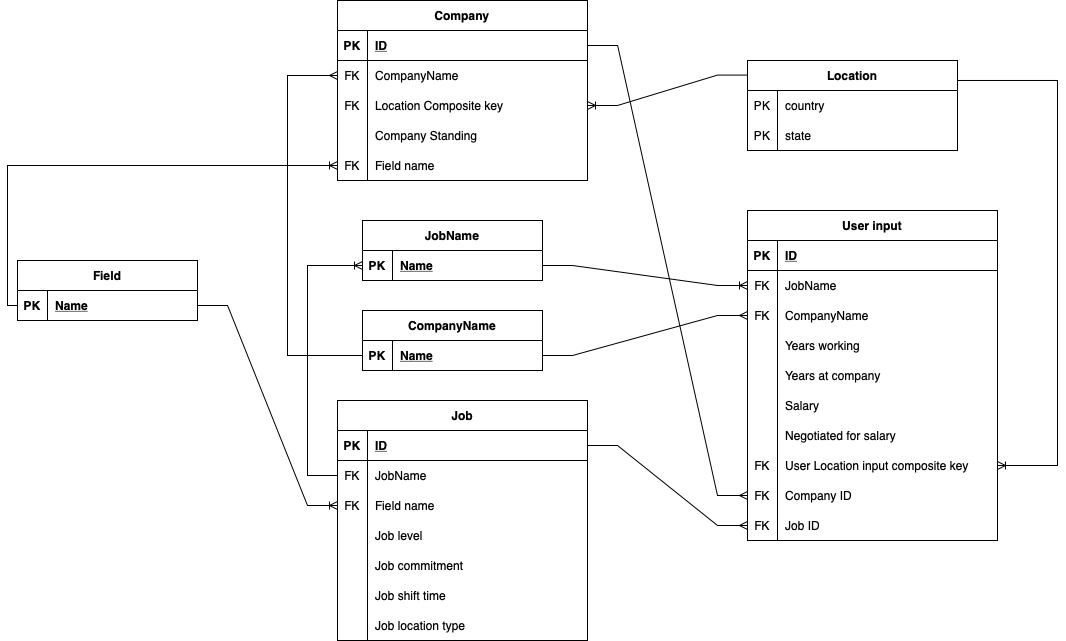 Company
PK ID
FK CompanyName
FK Location Composite key
Company Standing
FK Field name
Location
PK country
PK state
JobName
PK Name
User input
PK ID
FK JobName
FK CompanyName
Years working
Years at company
Salary
Negotiated for salary
FK User Location input composite key
FK Company ID
FK Job ID
Field
PK Name
CompanyName
PK Name
Job
PK ID
FK JobName
FK Field name
Job level
Job commitment
Job shift time
Job location type